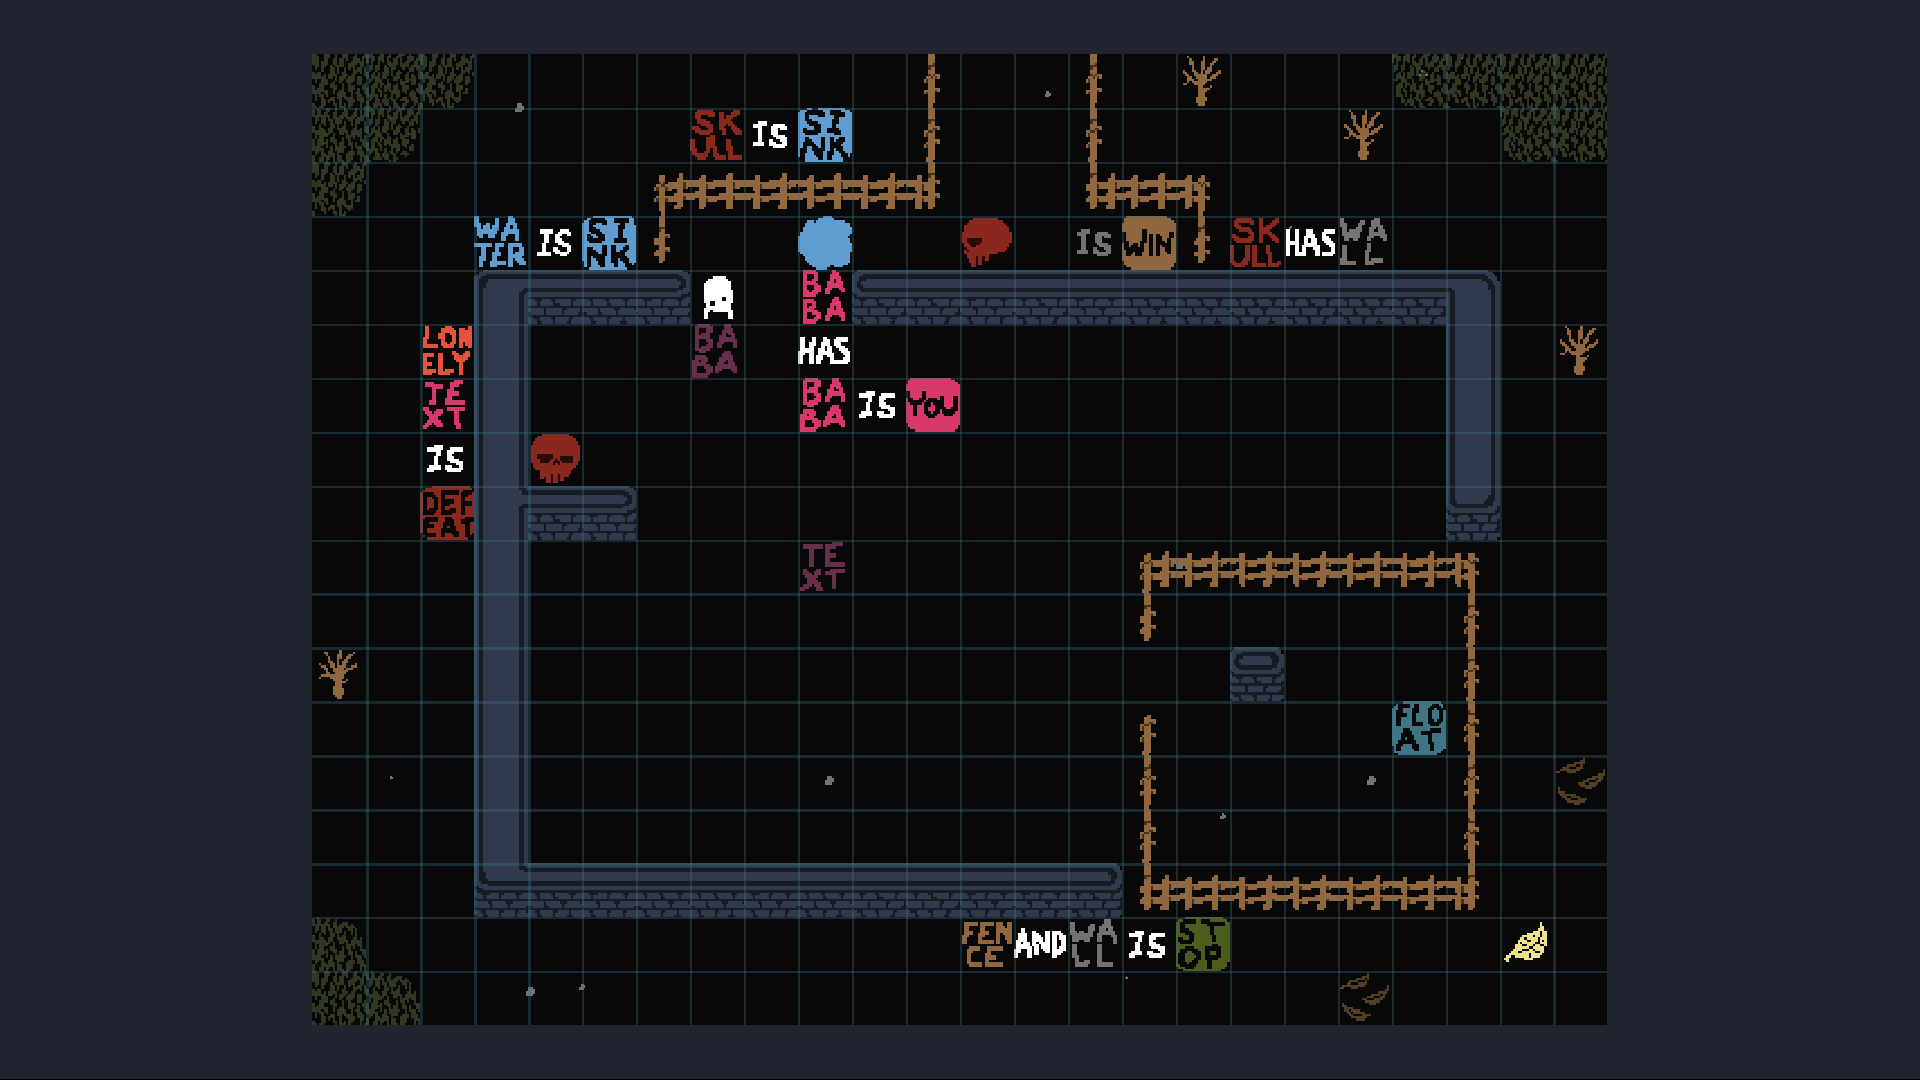 SKULL IS SINK
WATER IS SINK IS WIN SKULL HAS WALL
BABA
LONELY BABA HAS
TEXT BABA IS YOU
IS
DEFEAT
TEXT
FLOAT
FENCE AND WALL IS STOP